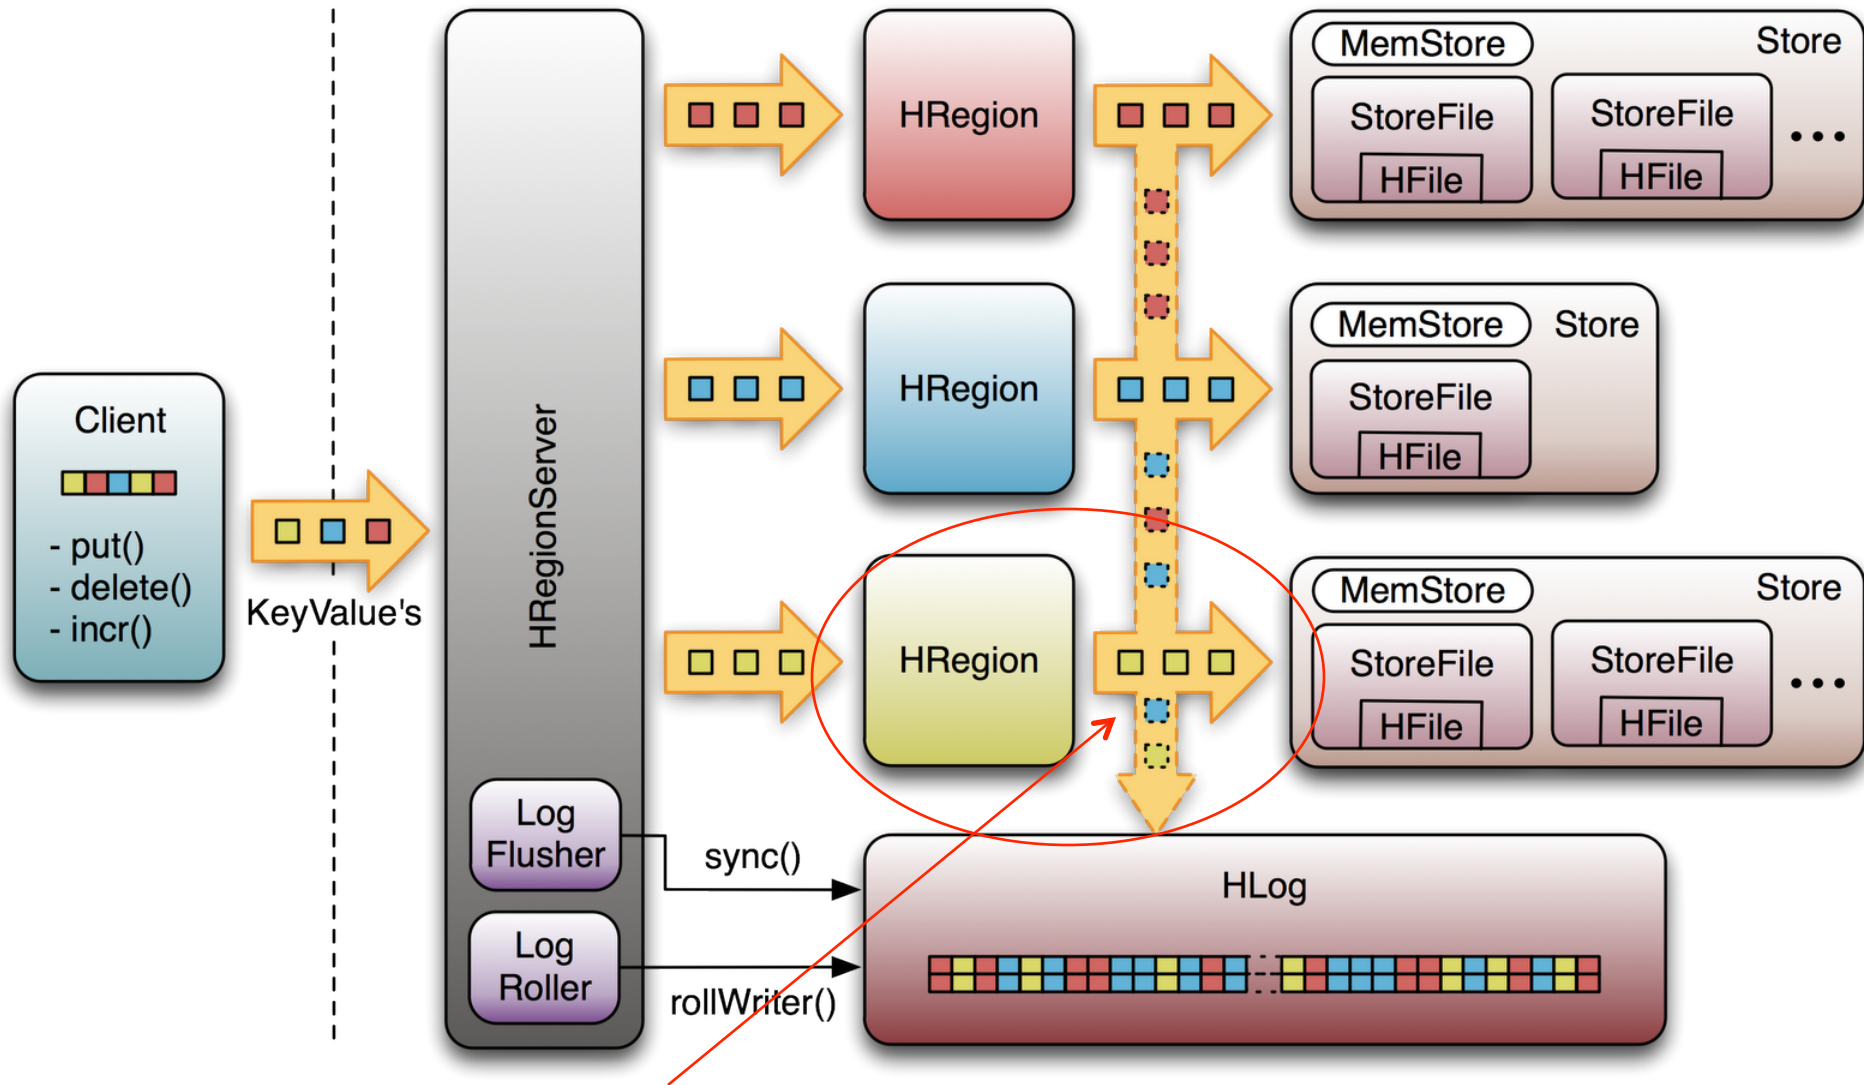 Client
- put()
- delete()
- incr()
KeyValue's
HRegionServer
Log
Flusher
Log
Roller
sync()
rollWriter()
HRegion
MemStore
Store
StoreFile
HFile
StoreFile
HFile
...
HRegion
MemStore
Store
StoreFile
HFile
HRegion
MemStore
Store
StoreFile
HFile
StoreFile
HFile
...
HLog